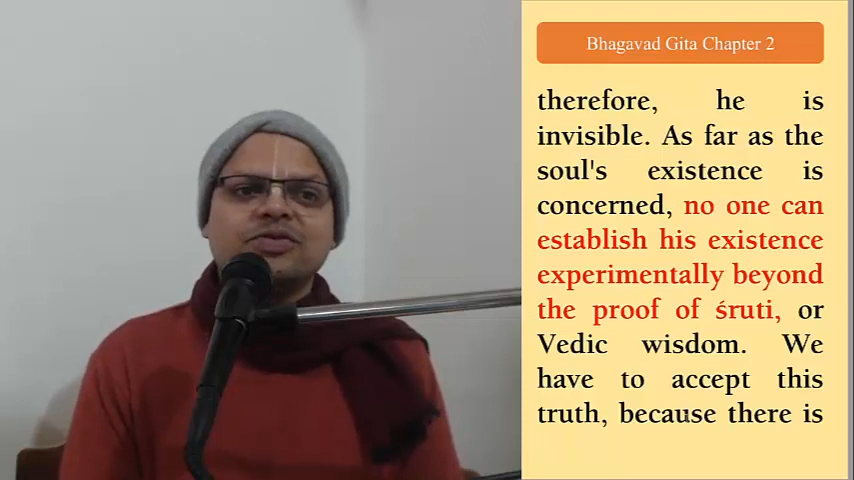 Bhagavad Gita Chapter 2
therefore, he is
invisible. As far as the
soul's existence is
concerned, no one can
establish his existence
experimentally beyond
the proof of śruti, or
Vedic wisdom. We
have to accept this
truth, because there is